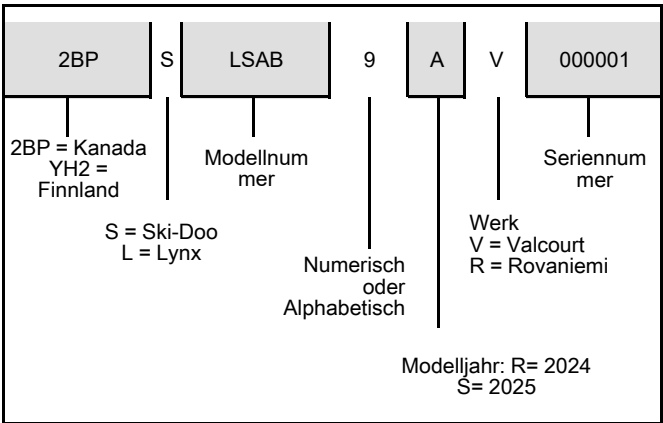 2BP S LSAB 9 A V 000001
2BP = Kanada
YH2 =
Finnland
S = Ski-Doo
L = Lynx
Modellnum
mer
Numerisch
oder
Alphabetisch
Modelljahr: R= 2024
S= 2025
Werk
V = Valcourt
R = Rovaniemi
Seriennum
mer